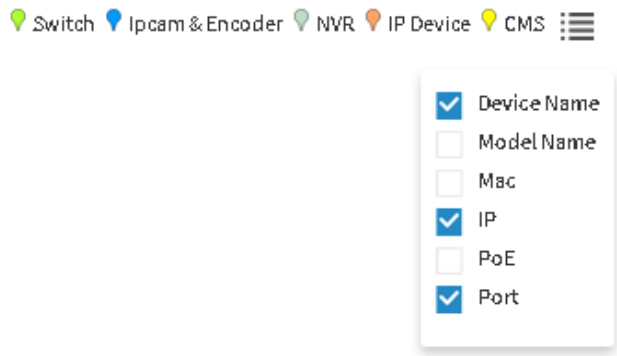 Switch Ipcam & Encoder NVR IP Device CMS
Device Name
Model Name
Mac
IP
PoE
Port